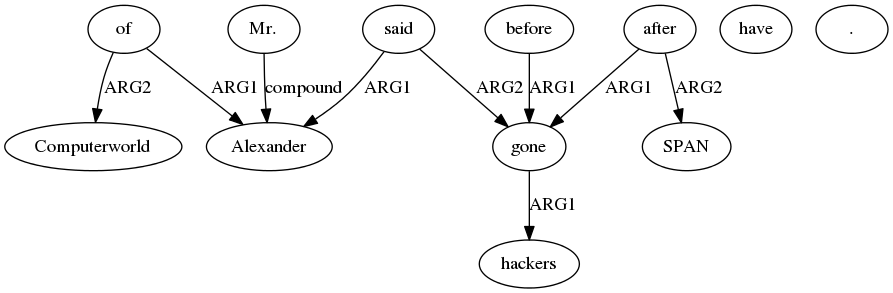 of Mr. said before after have .
ARG2 ARG1 compound ARG1 ARG2 ARG1 ARG1 ARG2
Computerworld Alexander gone SPAN
ARG1
hackers